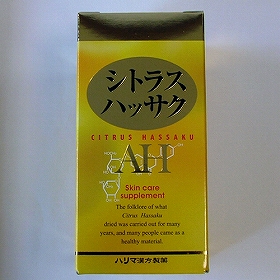 シトラス
ハッサク
CITRUS HASSAKU
AH
Skin care
supplement
The folklore of what
Citrus Hassaku
dried was carried out for many
years, and many people came as a
healthy material.
ハリマ漢方製薬